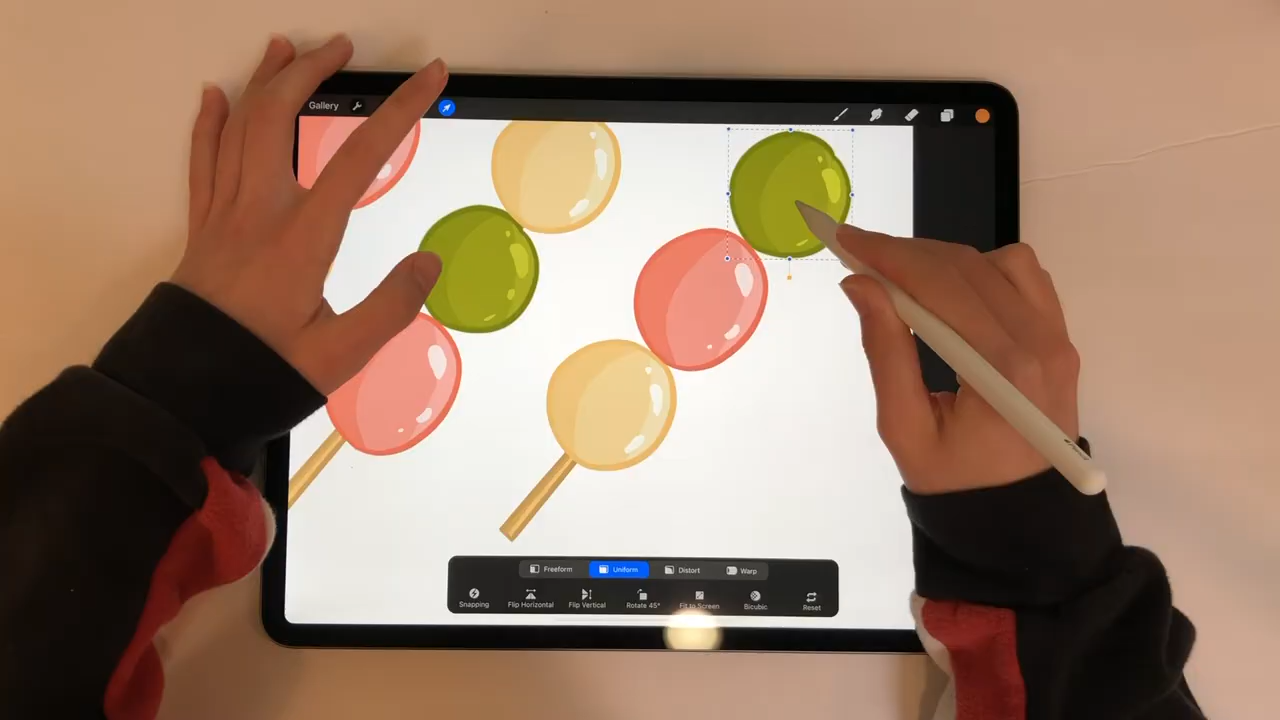 Gallery
Freeform Uniform Distort Warp
Snapping Flip Horizontal Flip Vertical Rotate 45° Fit to Screen Bicubic Reset